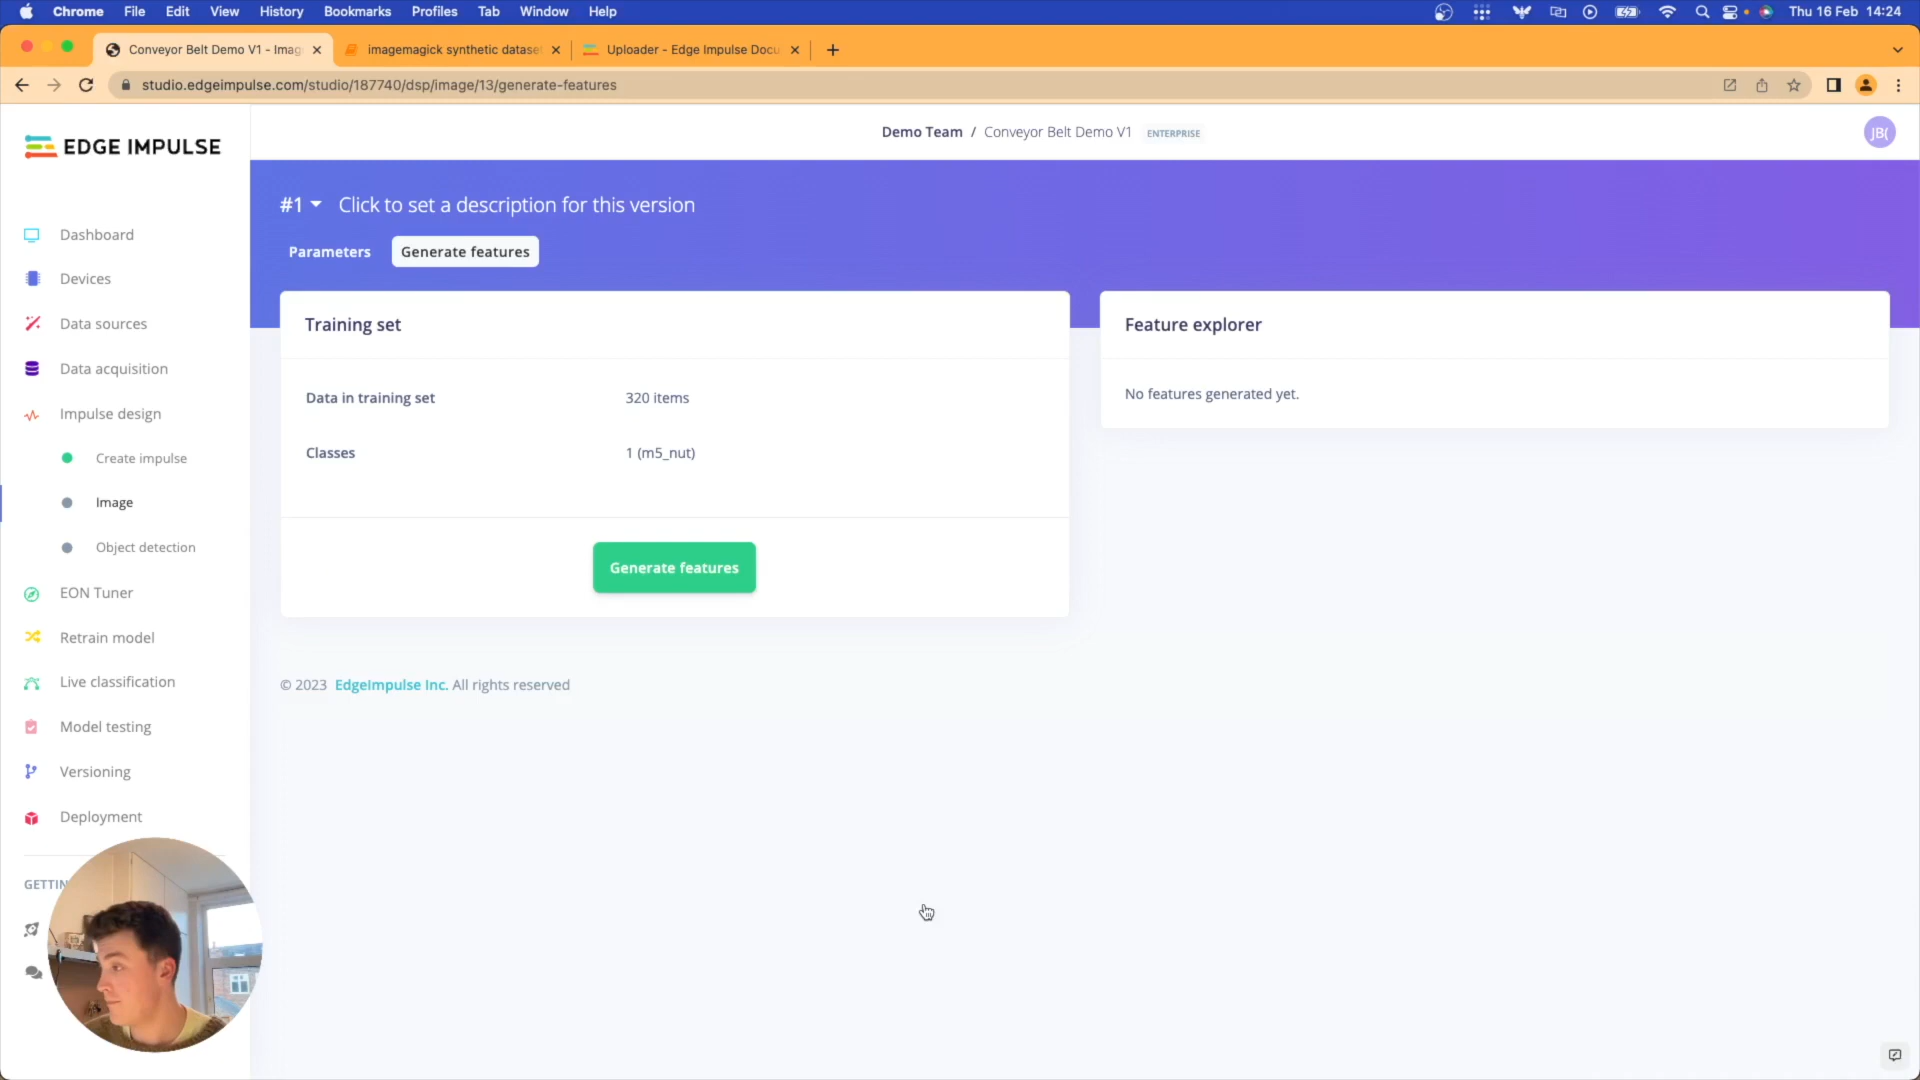 Chrome File Edit View History Bookmarks Profiles Tab Window Help Thu 16 Feb 14:24
Conveyor Belt Demo V1 - Imag imagemagick synthetic dataset Uploader - Edge Impulse Docu
studio.edgeimpulse.com/studio/187740/dsp/image/13/generate-features
EDGE IMPULSE
Demo Team / Conveyor Belt Demo V1 ENTERPRISE
JB(
#1 Click to set a description for this version
Parameters Generate features
Dashboard
Devices
Data sources
Data acquisition
Impulse design
Create impulse
Image
Object detection
EON Tuner
Retrain model
Live classification
Model testing
Versioning
Deployment
GETTIN
Training set
Data in training set 320 items
Classes 1 (m5_nut)
Generate features
Feature explorer
No features generated yet.
© 2023 EdgeImpulse Inc. All rights reserved